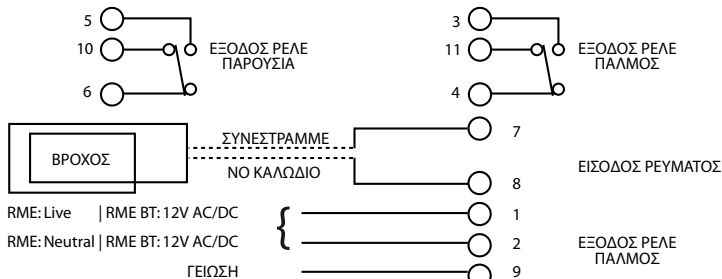 5
3
10
ΕΞΟΔΟΣ ΡΕΛΕ
ΠΑΡΟΥΣΙΑ
11
ΕΞΟΔΟΣ ΡΕΛΕ
ΠΑΛΜΟΣ
6
4
ΒΡΟΧΟΣ
ΣΥΝΕΣΤΡΑΜΜΕ
ΝΟ ΚΑΛΩΔΙΟ
7
ΕΙΣΟΔΟΣ ΡΕΥΜΑΤΟΣ
8
RME: Live | RME BT: 12V AC/DC
1
RME: Neutral | RME BT: 12V AC/DC
2
ΕΞΟΔΟΣ ΡΕΛΕ
ΠΑΛΜΟΣ
ΓΕΙΩΣΗ
9